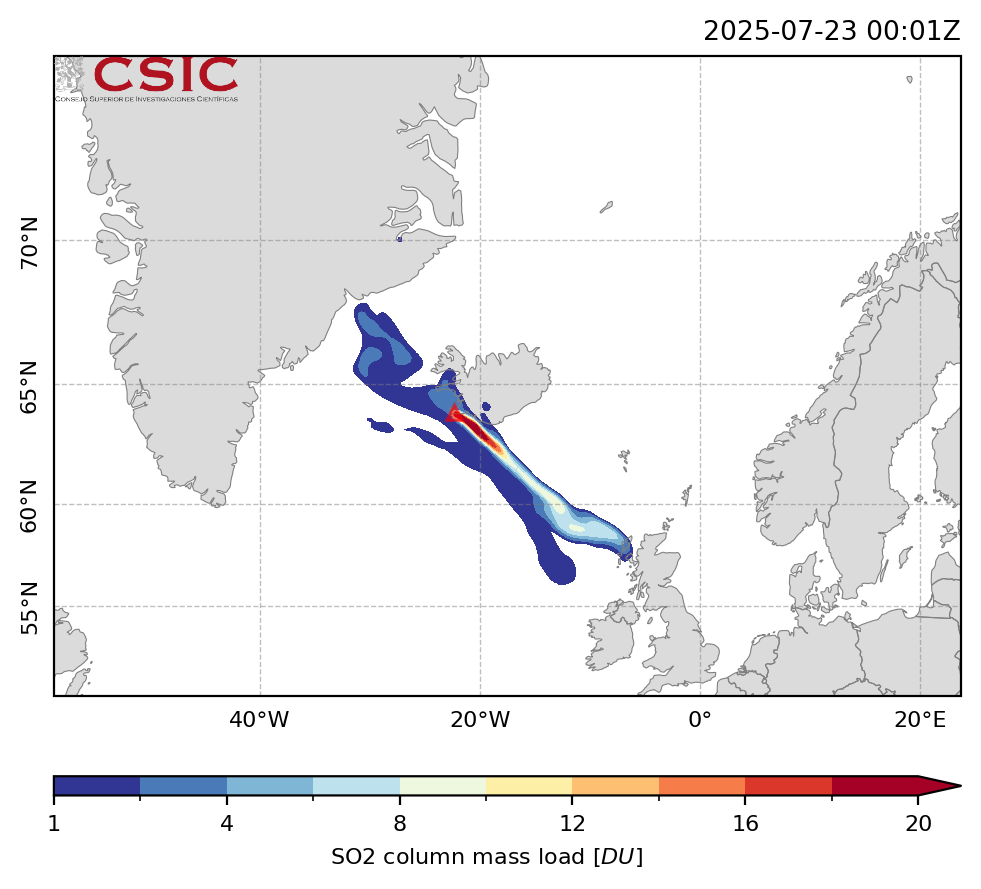 2025-07-23 00:01Z
CSIC
CONSEJO SUPERIOR DE INVESTIGACIONES CIENTÍFICAS
70°N
65°N
60°N
55°N
40°W 20°W 0° 20°E
1 4 8 12 16 20
SO2 column mass load [DU]